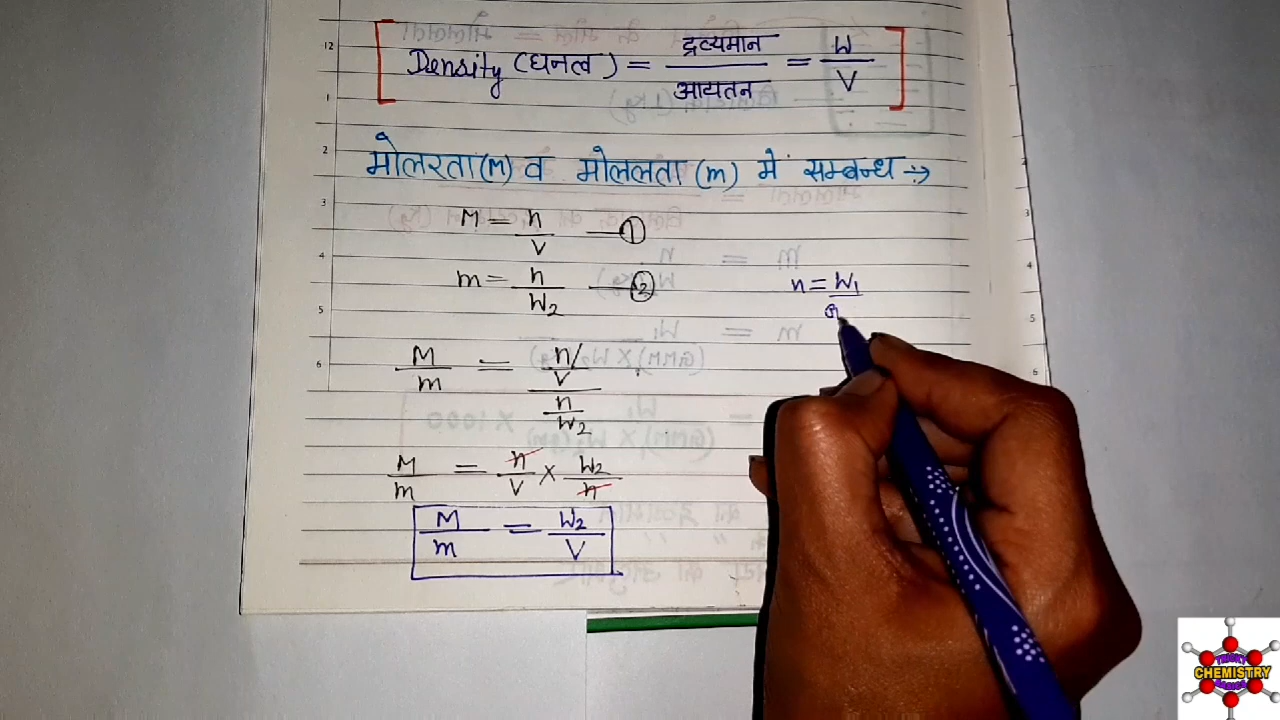 Density (घनत्व) = द्रव्यमान / आयतन = W / V
मोलरता (M) व मोललता (m) में सम्बन्ध →
M = n / V — ①
m = n / W₂ — ②
n = W₁
M / m = n / V / n / W₂
M / m = n / V × W₂ / n
M / m = W₂ / V
CHEMISTRY